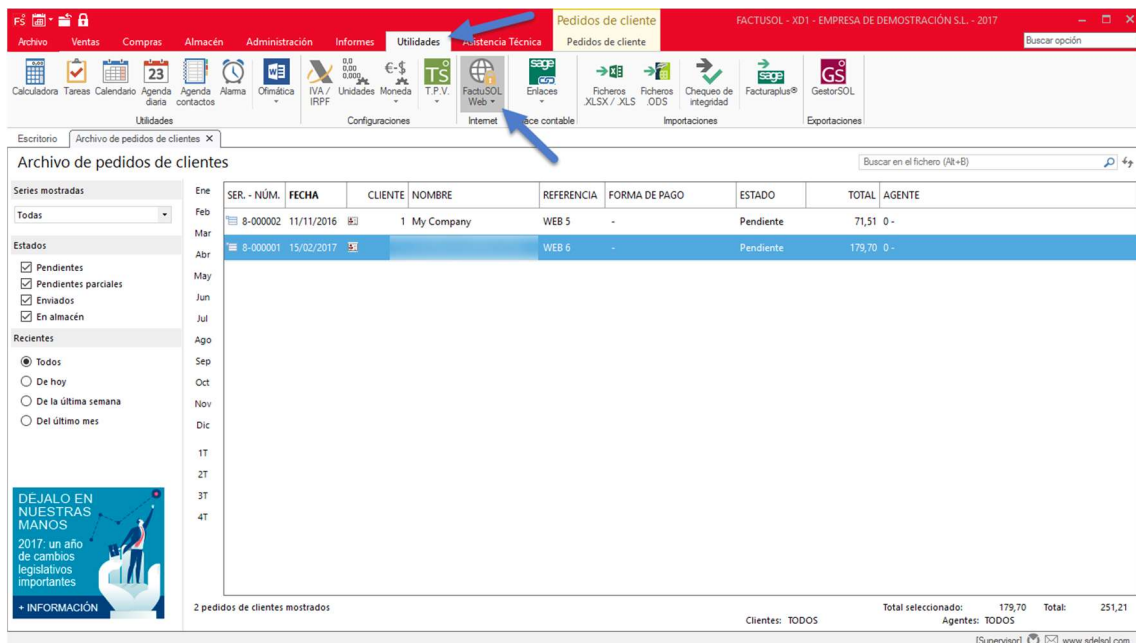 FS
Pedidos de cliente
FACTUSOL - XD1 - EMPRESA DE DEMOSTRACIÓN S.L. - 2017
Archivo Ventas Compras Almacén Administración Informes Utilidades Asistencia Técnica Pedidos de cliente
Buscar opción
Calculadora Tareas Calendario Agenda diaria Agenda contactos Alarma Ofimática IVA / IRPF Unidades Moneda T.P.V. FactuSOL Web Enlaces Ficheros .XLSX / .XLS Ficheros .ODS Chequeo de integridad Facturaplus® GestorSOL
Utilidades Configuraciones Internet Importaciones Exportaciones
Escritorio Archivo de pedidos de clientes X
Archivo de pedidos de clientes
Buscar en el fichero (Alt+B)
Series mostradas
Todas
Estados
Pendientes
Pendientes parciales
Enviados
En almacén
Recientes
Todos
De hoy
De la última semana
Del último mes
Ene
Feb
Mar
Abr
May
Jun
Jul
Ago
Sep
Oct
Nov
Dic
1T
2T
3T
4T
SER. - NÚM. FECHA CLIENTE NOMBRE REFERENCIA FORMA DE PAGO ESTADO TOTAL AGENTE
8-000002 11/11/2016 1 My Company WEB 5 - Pendiente 71,51 0 -
8-000001 15/02/2017 WEB 6 - Pendiente 179,70 0 -
DÉJALO EN
NUESTRAS
MANOS
2017: un año
de cambios
legislativos
importantes
+ INFORMACIÓN
2 pedidos de clientes mostrados
Total seleccionado: 179,70 Total: 251,21
Clientes: TODOS Agentes: TODOS
[Supervisor] www.sdelsol.com